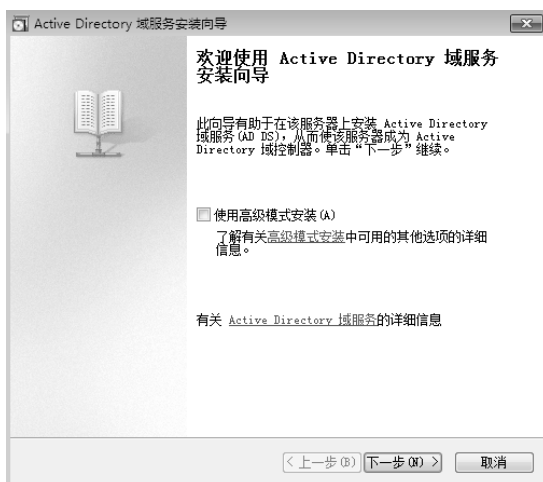 Active Directory 域服务安装向导
欢迎使用 Active Directory 域服务
安装向导
此向导有助于在该服务器上安装 Active Directory
域服务(AD DS)，从而使该服务器成为 Active
Directory 域控制器。单击“下一步”继续。
使用高级模式安装(A)
了解有关高级模式安装中可用的其他选项的详细
信息。
有关 Active Directory 域服务的详细信息
< 上一步(B) 下一步(N) > 取消